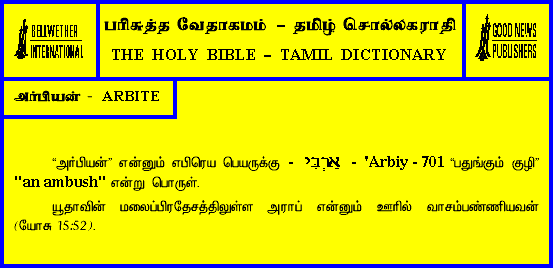 BELLWETHER
INTERNATIONAL
பரிசுத்த வேதாகமம் – தமிழ் சொல்லகராதி
THE HOLY BIBLE – TAMIL DICTIONARY
GOOD NEWS
PUBLISHERS
அர்பியன் - ARBITE
“அர்பியன்” என்னும் எபிரெய பெயருக்கு - אַרְבִּי - 'Arbiy - 701 “பதுங்கும் குழி”
"an ambush" என்று பொருள்.
யூதாவின் மலைப்பிரதேசத்திலுள்ள அராப் என்னும் ஊரில் வாசம்பண்ணியவன்
(யோசு 15:52).